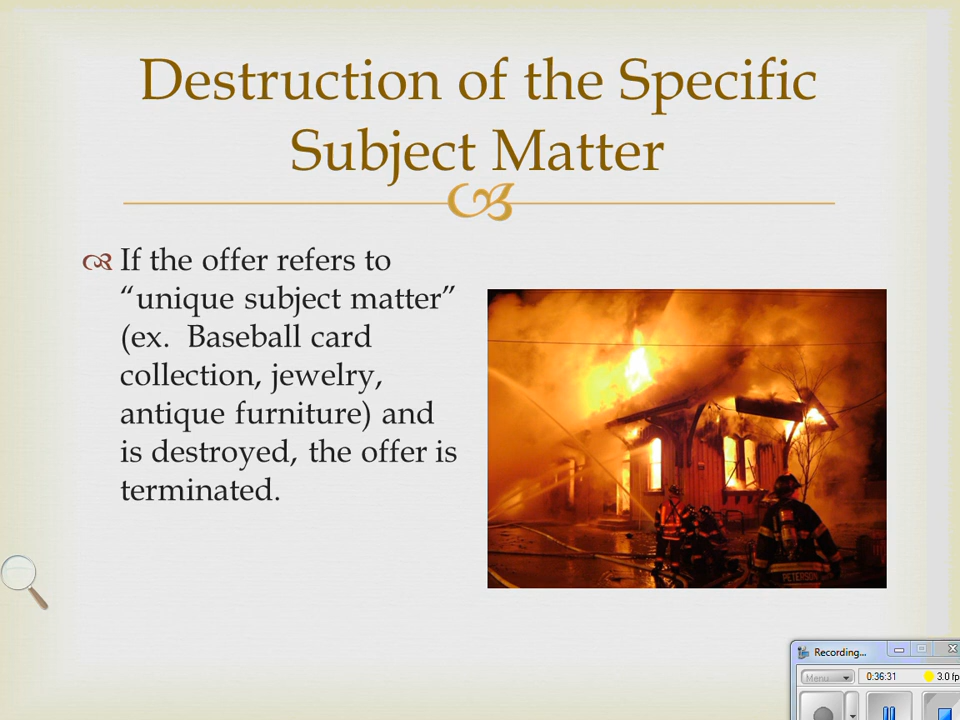 Destruction of the Specific
Subject Matter
If the offer refers to
“unique subject matter”
(ex.  Baseball card
collection, jewelry,
antique furniture) and
is destroyed, the offer is
terminated.
PETERSON
Recording...
Menu
0:36:31
3.0 fp